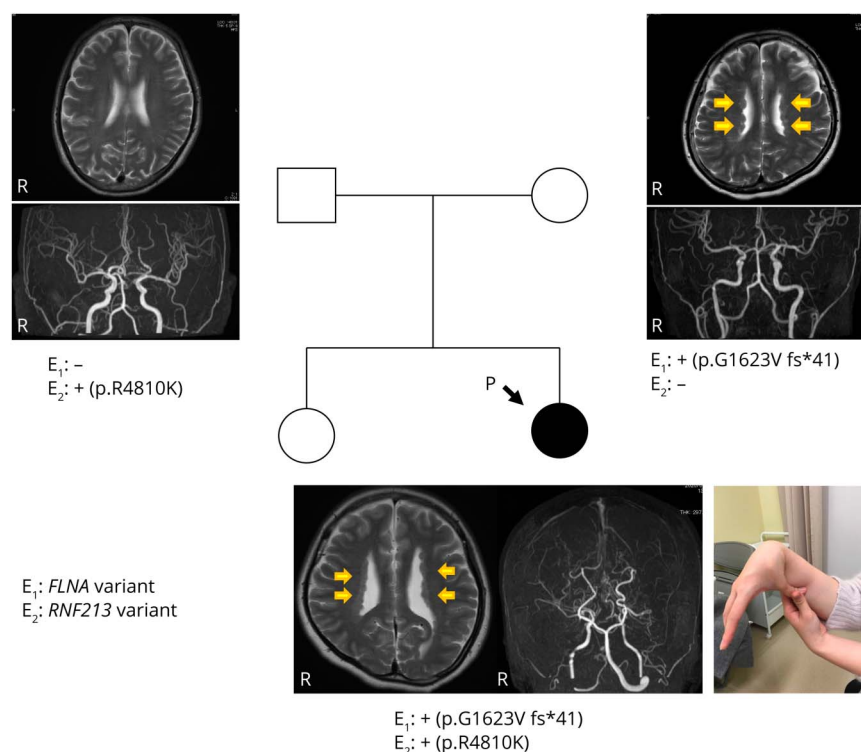 R
R
E₁: –
E₂: + (p.R4810K)
R
R
E₁: + (p.G1623V fs*41)
E₂: –
P
E₁: FLNA variant
E₂: RNF213 variant
R
R
E₁: + (p.G1623V fs*41)
E₂: + (p.R4810K)